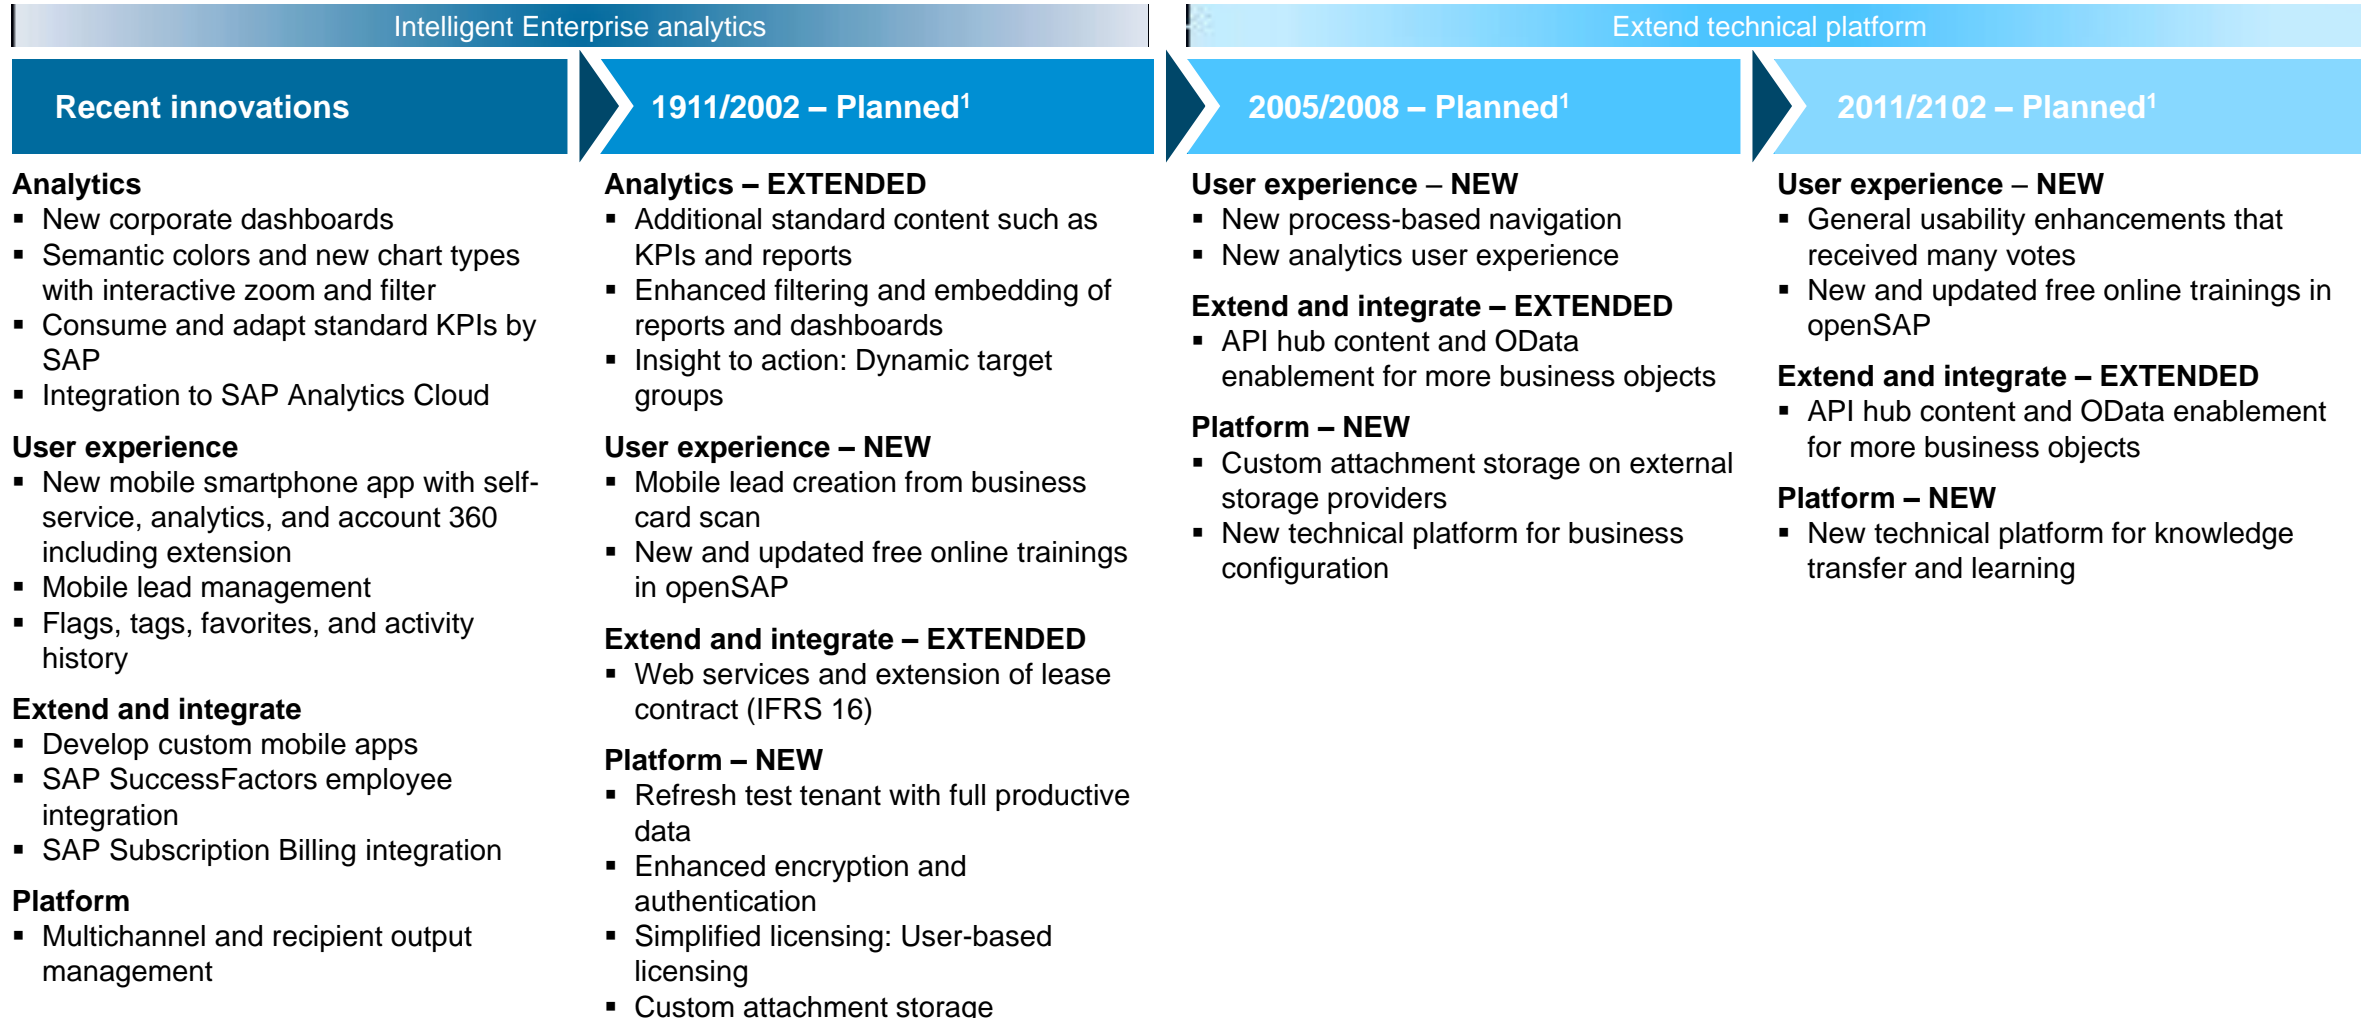 Intelligent Enterprise analytics
Extend technical platform
Recent innovations
1911/2002 – Planned¹
2005/2008 – Planned¹
2011/2102 – Planned¹
Analytics
▪ New corporate dashboards
▪ Semantic colors and new chart types
with interactive zoom and filter
▪ Consume and adapt standard KPIs by
SAP
▪ Integration to SAP Analytics Cloud
User experience
▪ New mobile smartphone app with self-
service, analytics, and account 360
including extension
▪ Mobile lead management
▪ Flags, tags, favorites, and activity
history
Extend and integrate
▪ Develop custom mobile apps
▪ SAP SuccessFactors employee
integration
▪ SAP Subscription Billing integration
Platform
▪ Multichannel and recipient output
management
Analytics – EXTENDED
▪ Additional standard content such as
KPIs and reports
▪ Enhanced filtering and embedding of
reports and dashboards
▪ Insight to action: Dynamic target
groups
User experience – NEW
▪ Mobile lead creation from business
card scan
▪ New and updated free online trainings
in openSAP
Extend and integrate – EXTENDED
▪ Web services and extension of lease
contract (IFRS 16)
Platform – NEW
▪ Refresh test tenant with full productive
data
▪ Enhanced encryption and
authentication
▪ Simplified licensing: User-based
licensing
▪ Custom attachment storage
User experience – NEW
▪ New process-based navigation
▪ New analytics user experience
Extend and integrate – EXTENDED
▪ API hub content and OData
enablement for more business objects
Platform – NEW
▪ Custom attachment storage on external
storage providers
▪ New technical platform for business
configuration
User experience – NEW
▪ General usability enhancements that
received many votes
▪ New and updated free online trainings in
openSAP
Extend and integrate – EXTENDED
▪ API hub content and OData enablement
for more business objects
Platform – NEW
▪ New technical platform for knowledge
transfer and learning